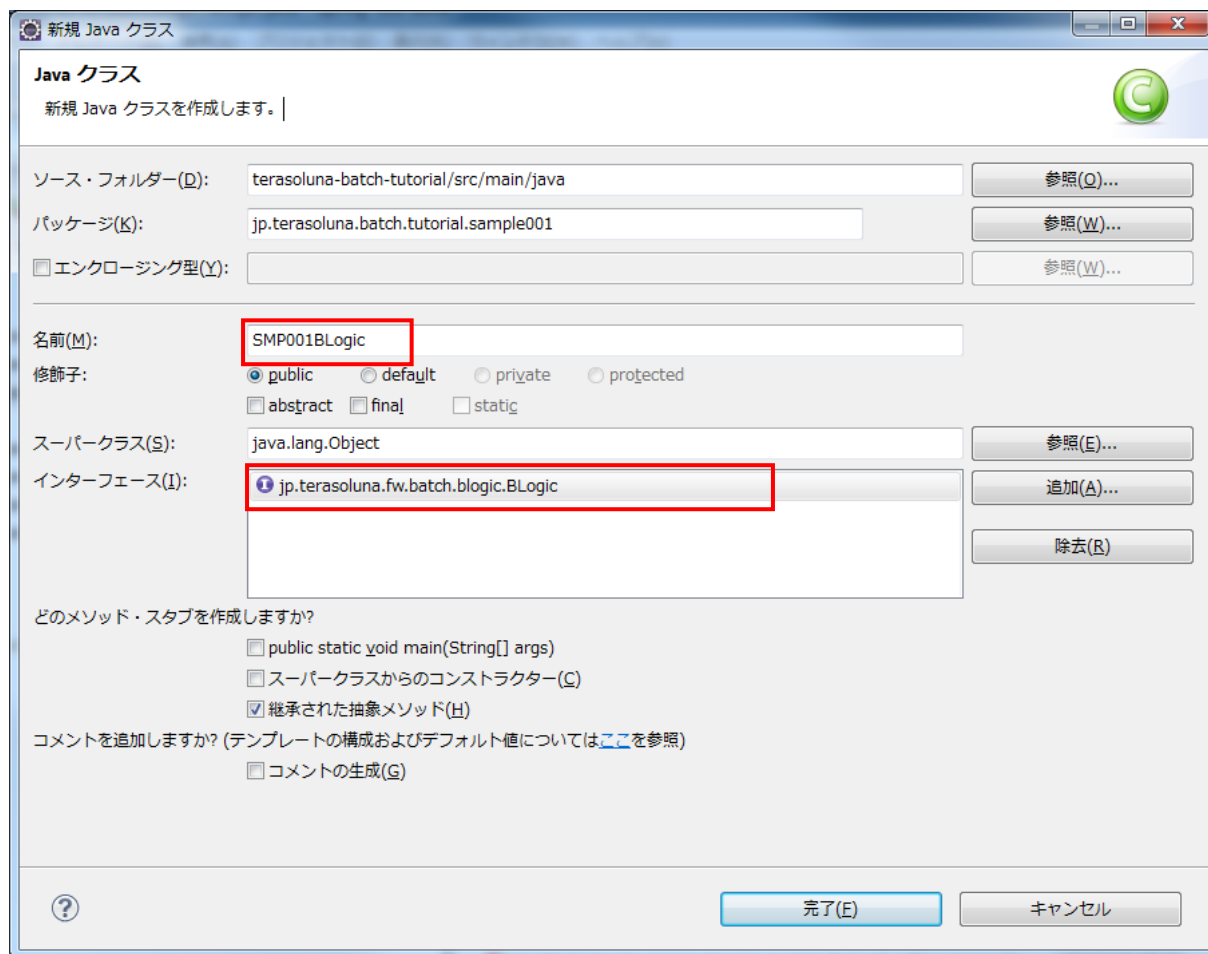 新規 Java クラス
Java クラス
新規 Java クラスを作成します。
ソース・フォルダー(D): terasoluna-batch-tutorial/src/main/java 参照(O)...
パッケージ(K): jp.terasoluna.batch.tutorial.sample001 参照(W)...
エンクロージング型(Y): 参照(W)...
名前(M): SMP001BLogic
修飾子: public default private protected
abstract final static
スーパークラス(S): java.lang.Object 参照(E)...
インターフェース(I): jp.terasoluna.fw.batch.blogic.BLogic 追加(A)...
除去(R)
どのメソッド・スタブを作成しますか?
public static void main(String[] args)
スーパークラスからのコンストラクター(C)
継承された抽象メソッド(H)
コメントを追加しますか? (テンプレートの構成およびデフォルト値についてはここを参照)
コメントの生成(G)
完了(F) キャンセル